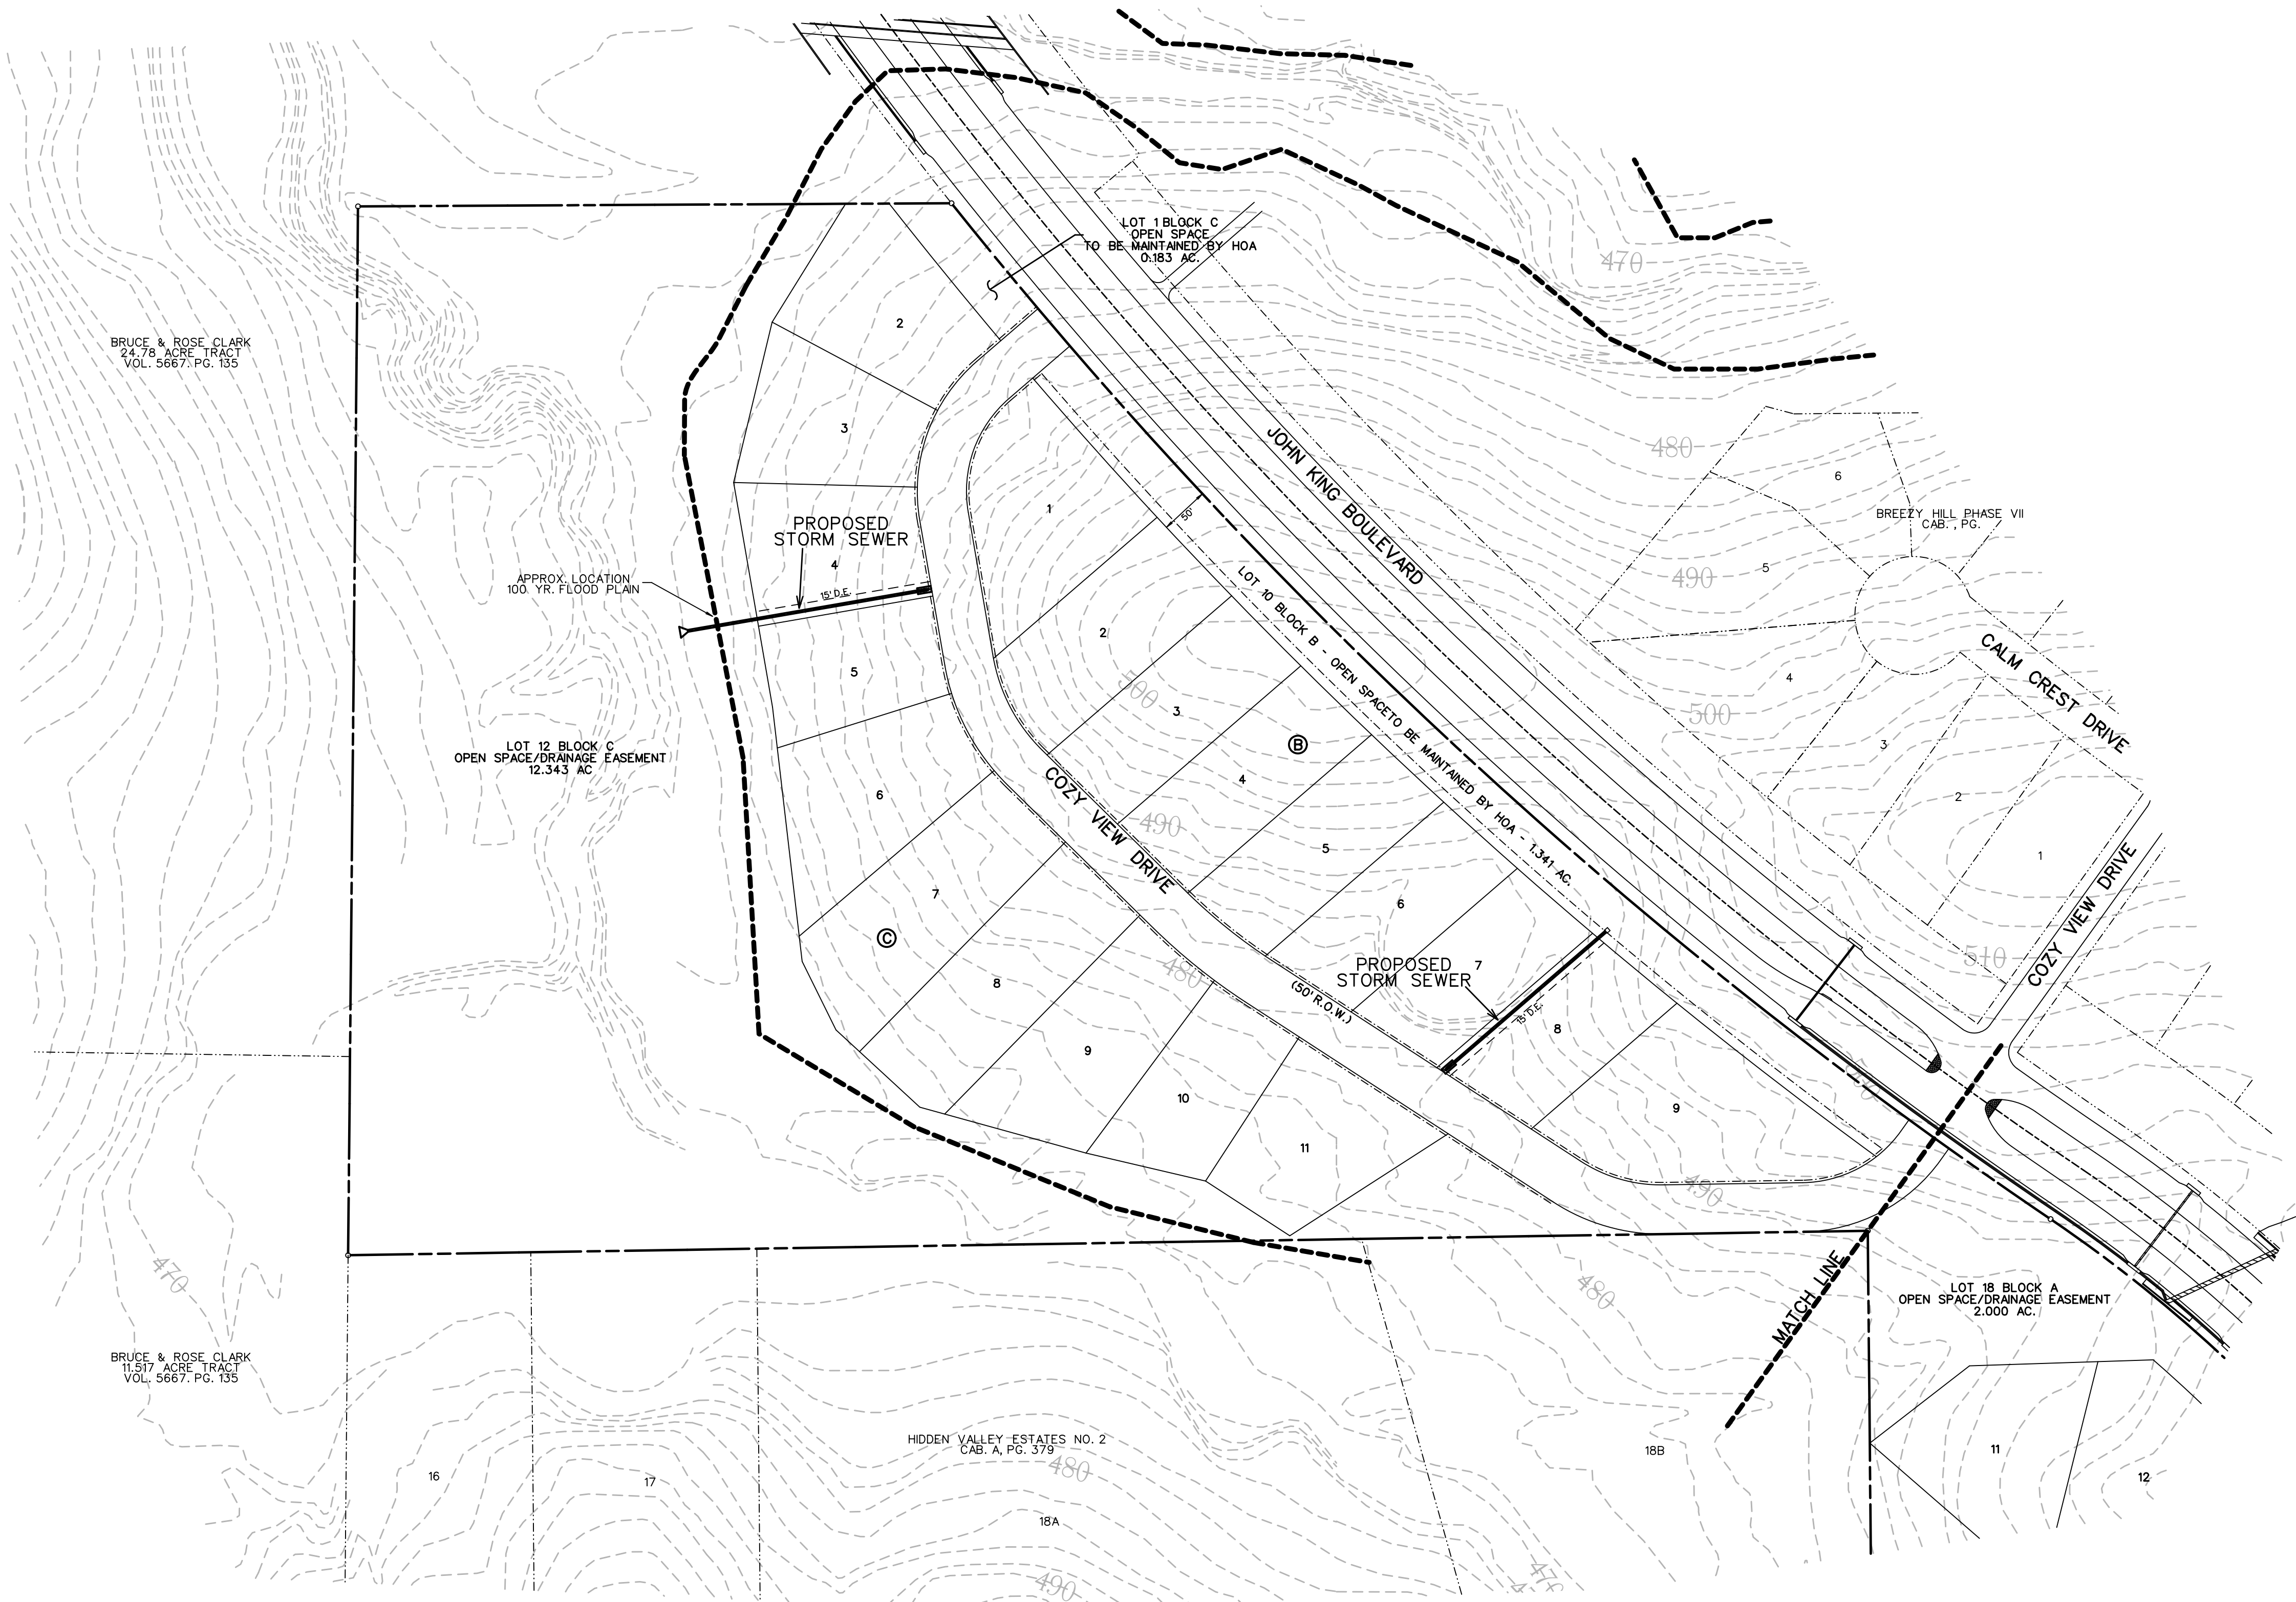 LOT 1 BLOCK C
OPEN SPACE
TO BE MAINTAINED BY HOA
0.183 AC.
470
BRUCE & ROSE CLARK
24.78 ACRE TRACT
VOL. 5667. PG. 135
2
3
JOHN KING BOULEVARD
480
6
BREEZY HILL PHASE VII
CAB. , PG.
1
50'
PROPOSED
STORM SEWER
4
15' D.E.
APPROX. LOCATION
100 YR. FLOOD PLAIN
LOT 10 BLOCK B - OPEN SPACETO BE MAINTAINED BY HOA - 1.341 AC.
490
5
2
4
CALM CREST DRIVE
5
500
3
500
3
B
LOT 12 BLOCK C
OPEN SPACE/DRAINAGE EASEMENT
12.343 AC
4
6
COZY VIEW DRIVE
490
2
5
1
COZY VIEW DRIVE
7
6
C
510
480
PROPOSED
STORM SEWER
7
8
(50' R.O.W.)
15' D.E.
8
9
10
9
11
490
470
480
MATCH LINE
LOT 18 BLOCK A
OPEN SPACE/DRAINAGE EASEMENT
2.000 AC.
BRUCE & ROSE CLARK
11.517 ACRE TRACT
VOL. 5667. PG. 135
HIDDEN VALLEY ESTATES NO. 2
CAB. A, PG. 379
480
18B
11
12
16
17
18A
490
470